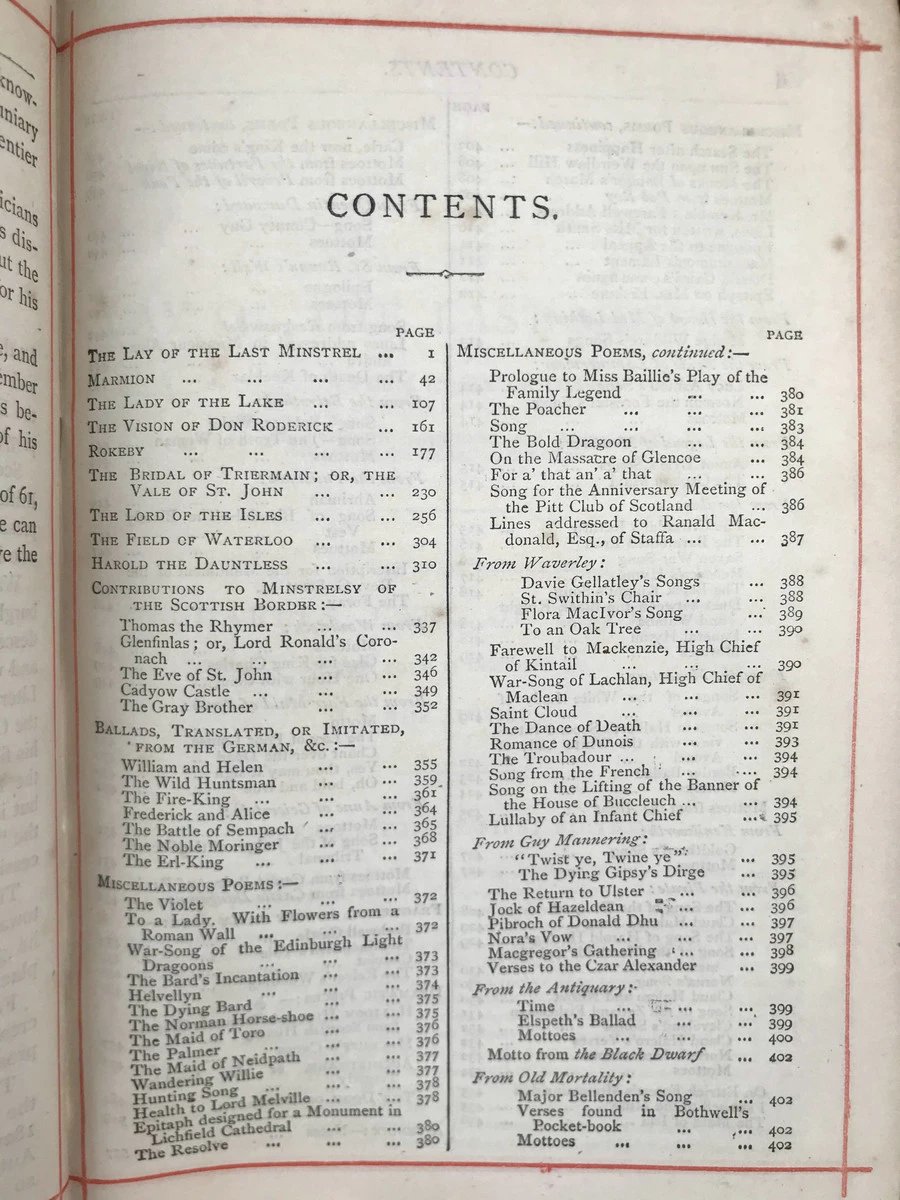 know-
uniary
entier
icians
s dis-
ut the
or his
e, and
ember
s be-
of his
of 61,
e can
ve the
CONTENTS.
PAGE
THE LAY OF THE LAST MINSTREL ... 1
MARMION ... ... ... ... 42
THE LADY OF THE LAKE ... ... 107
THE VISION OF DON RODERICK ... 161
ROKEBY ... ... ... ... 177
THE BRIDAL OF TRIERMAIN; OR, THE
VALE OF ST. JOHN ... ... 230
THE LORD OF THE ISLES ... ... 256
THE FIELD OF WATERLOO ... ... 304
HAROLD THE DAUNTLESS ... ... 310
CONTRIBUTIONS TO MINSTRELSY OF
THE SCOTTISH BORDER:—
Thomas the Rhymer ... ... 337
Glenfinlas; or, Lord Ronald's Coro-
nach ... ... ... ... 342
The Eve of St. John ... ... 346
Cadyow Castle ... ... ... 349
The Gray Brother ... ... 352
BALLADS, TRANSLATED, OR IMITATED,
FROM THE GERMAN, &C.:—
William and Helen ... ... 355
The Wild Huntsman ... ... 359
The Fire-King ... ... ... 361
Frederick and Alice ... ... 364
The Battle of Sempach ... ... 365
The Noble Moringer ... ... 368
The Erl-King ... ... ... 371
MISCELLANEOUS POEMS:—
The Violet ... ... ... 372
To a Lady. With Flowers from a
Roman Wall ... ... ... 372
War-Song of the Edinburgh Light
Dragoons ... ... ... 373
The Bard's Incantation ... ... 373
Helvellyn ... ... ... 374
The Dying Bard ... ... 375
The Norman Horse-shoe ... ... 375
The Maid of Toro ... ... 376
The Palmer ... ... ... 376
The Maid of Neidpath ... ... 377
Wandering Willie ... ... 377
Hunting Song ... ... ... 378
Health to Lord Melville ... ... 378
Epitaph designed for a Monument in
Lichfield Cathedral ... ... 380
The Resolve ... ... ... 380
PAGE
MISCELLANEOUS POEMS, continued:—
Prologue to Miss Baillie's Play of the
Family Legend ... ... 380
The Poacher ... ... ... 381
Song ... ... ... ... 383
The Bold Dragoon ... ... 384
On the Massacre of Glencoe ... 384
For a' that an' a' that ... ... 386
Song for the Anniversary Meeting of
the Pitt Club of Scotland ... 386
Lines addressed to Ranald Mac-
donald, Esq., of Staffa ... ... 387
From Waverley:
Davie Gellatley's Songs ... 388
St. Swithin's Chair ... ... 388
Flora MacIvor's Song ... 389
To an Oak Tree ... ... 390
Farewell to Mackenzie, High Chief
of Kintail ... ... ... 390
War-Song of Lachlan, High Chief of
Maclean ... ... ... 391
Saint Cloud ... ... ... 391
The Dance of Death ... ... 391
Romance of Dunois ... ... 393
The Troubadour ... ... ... 394
Song from the French ... ... 394
Song on the Lifting of the Banner of
the House of Buccleuch ... ... 394
Lullaby of an Infant Chief ... 395
From Guy Mannering:
"Twist ye, Twine ye" ... 395
The Dying Gipsy's Dirge ... 395
The Return to Ulster ... ... 396
Jock of Hazeldean ... ... 396
Pibroch of Donald Dhu ... ... 397
Nora's Vow ... ... ... 397
Macgregor's Gathering ... ... 398
Verses to the Czar Alexander ... 399
From the Antiquary:
Time ... ... ... 399
Elspeth's Ballad ... ... 399
Mottoes ... ... ... 400
Motto from the Black Dwarf ... 402
From Old Mortality:
Major Bellenden's Song ... 402
Verses found in Bothwell's
Pocket-book ... ... 402
Mottoes ... ... ... 402